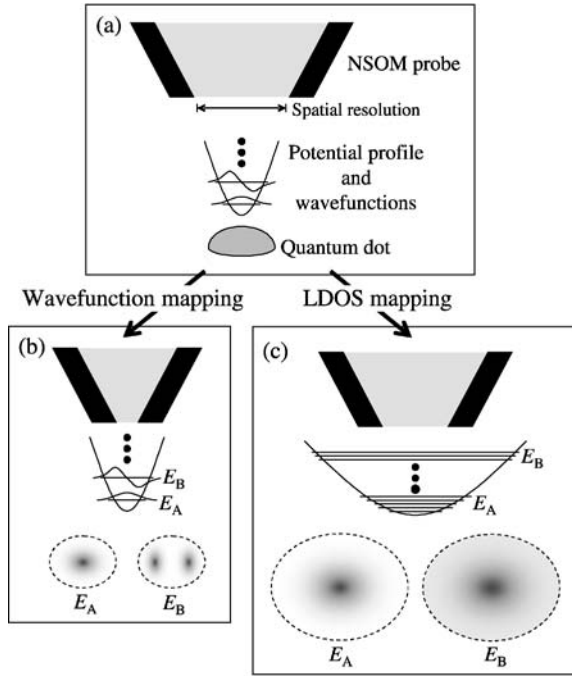 (a)
NSOM probe
Spatial resolution
Potential profile
and
wavefunctions
Quantum dot
Wavefunction mapping
LDOS mapping
(b)
E_B
E_A
E_A
E_B
(c)
E_B
E_A
E_A
E_B